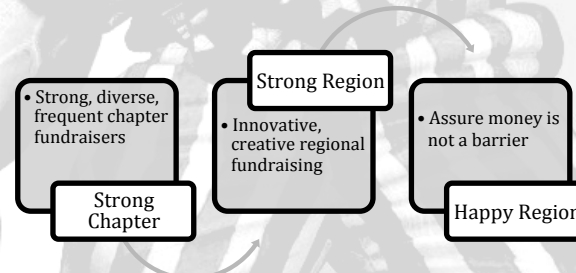 • Strong, diverse,
frequent chapter
fundraisers
Strong
Chapter
Strong Region
• Innovative,
creative regional
fundraising
• Assure money is
not a barrier
Happy Region